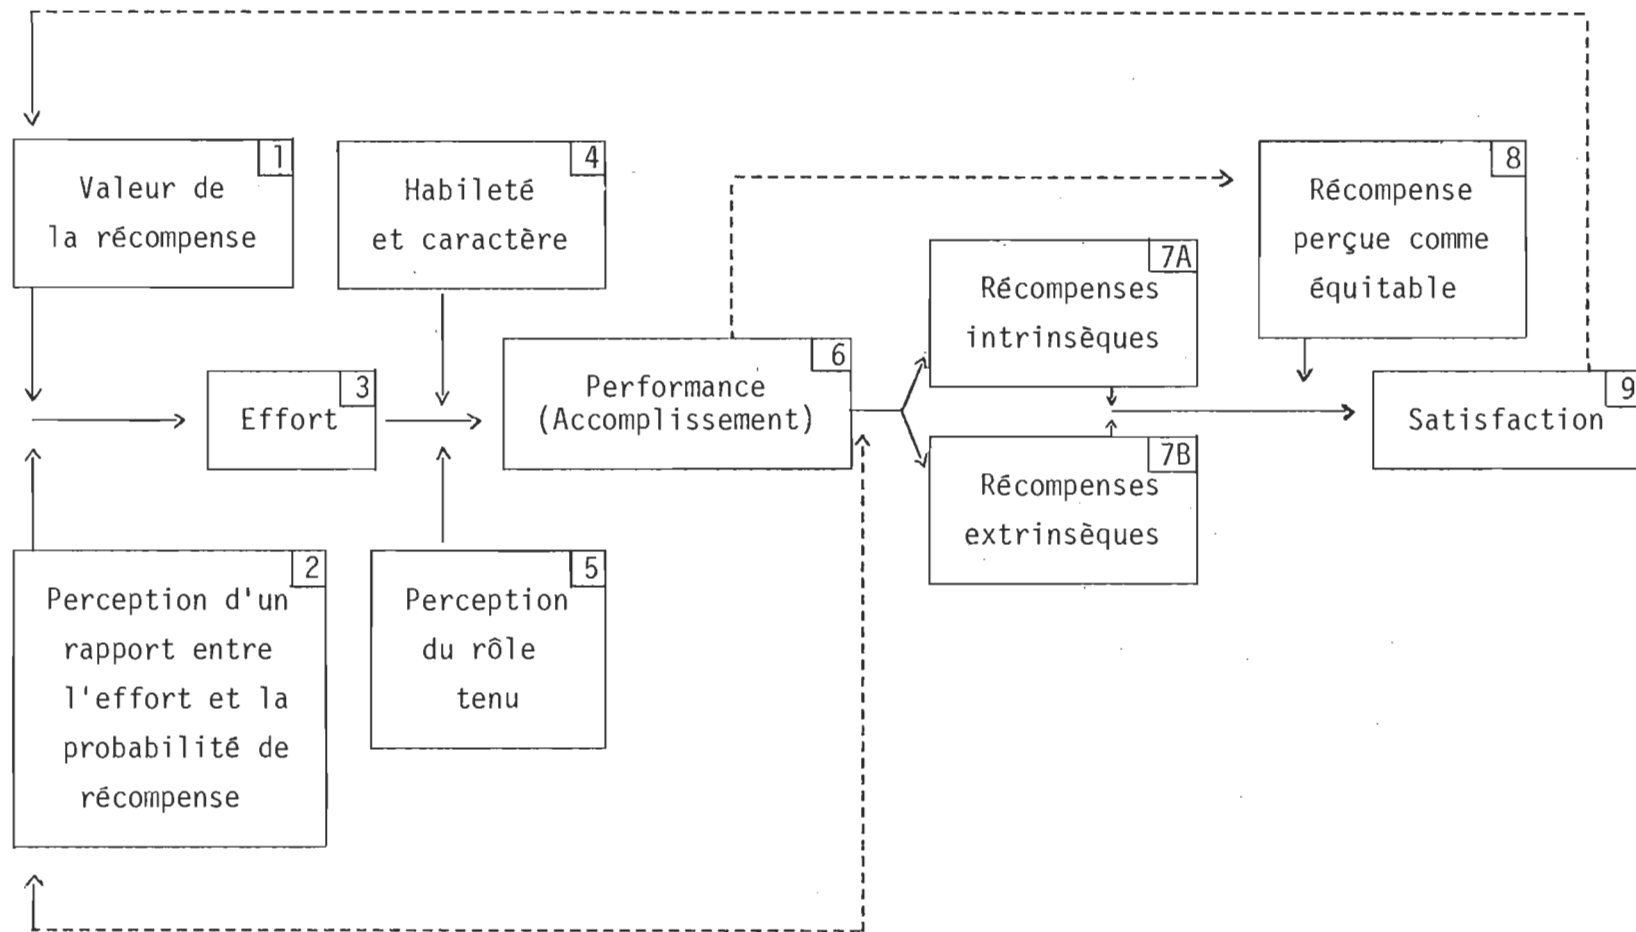 1
Valeur de
la récompense
4
Habileté
et caractère
8
Récompense
perçue comme
équitable
7A
Récompenses
intrinsèques
3
Effort
6
Performance
(Accomplissement)
9
Satisfaction
7B
Récompenses
extrinsèques
2
Perception d'un
rapport entre
l'effort et la
probabilité de
récompense
5
Perception
du rôle
tenu